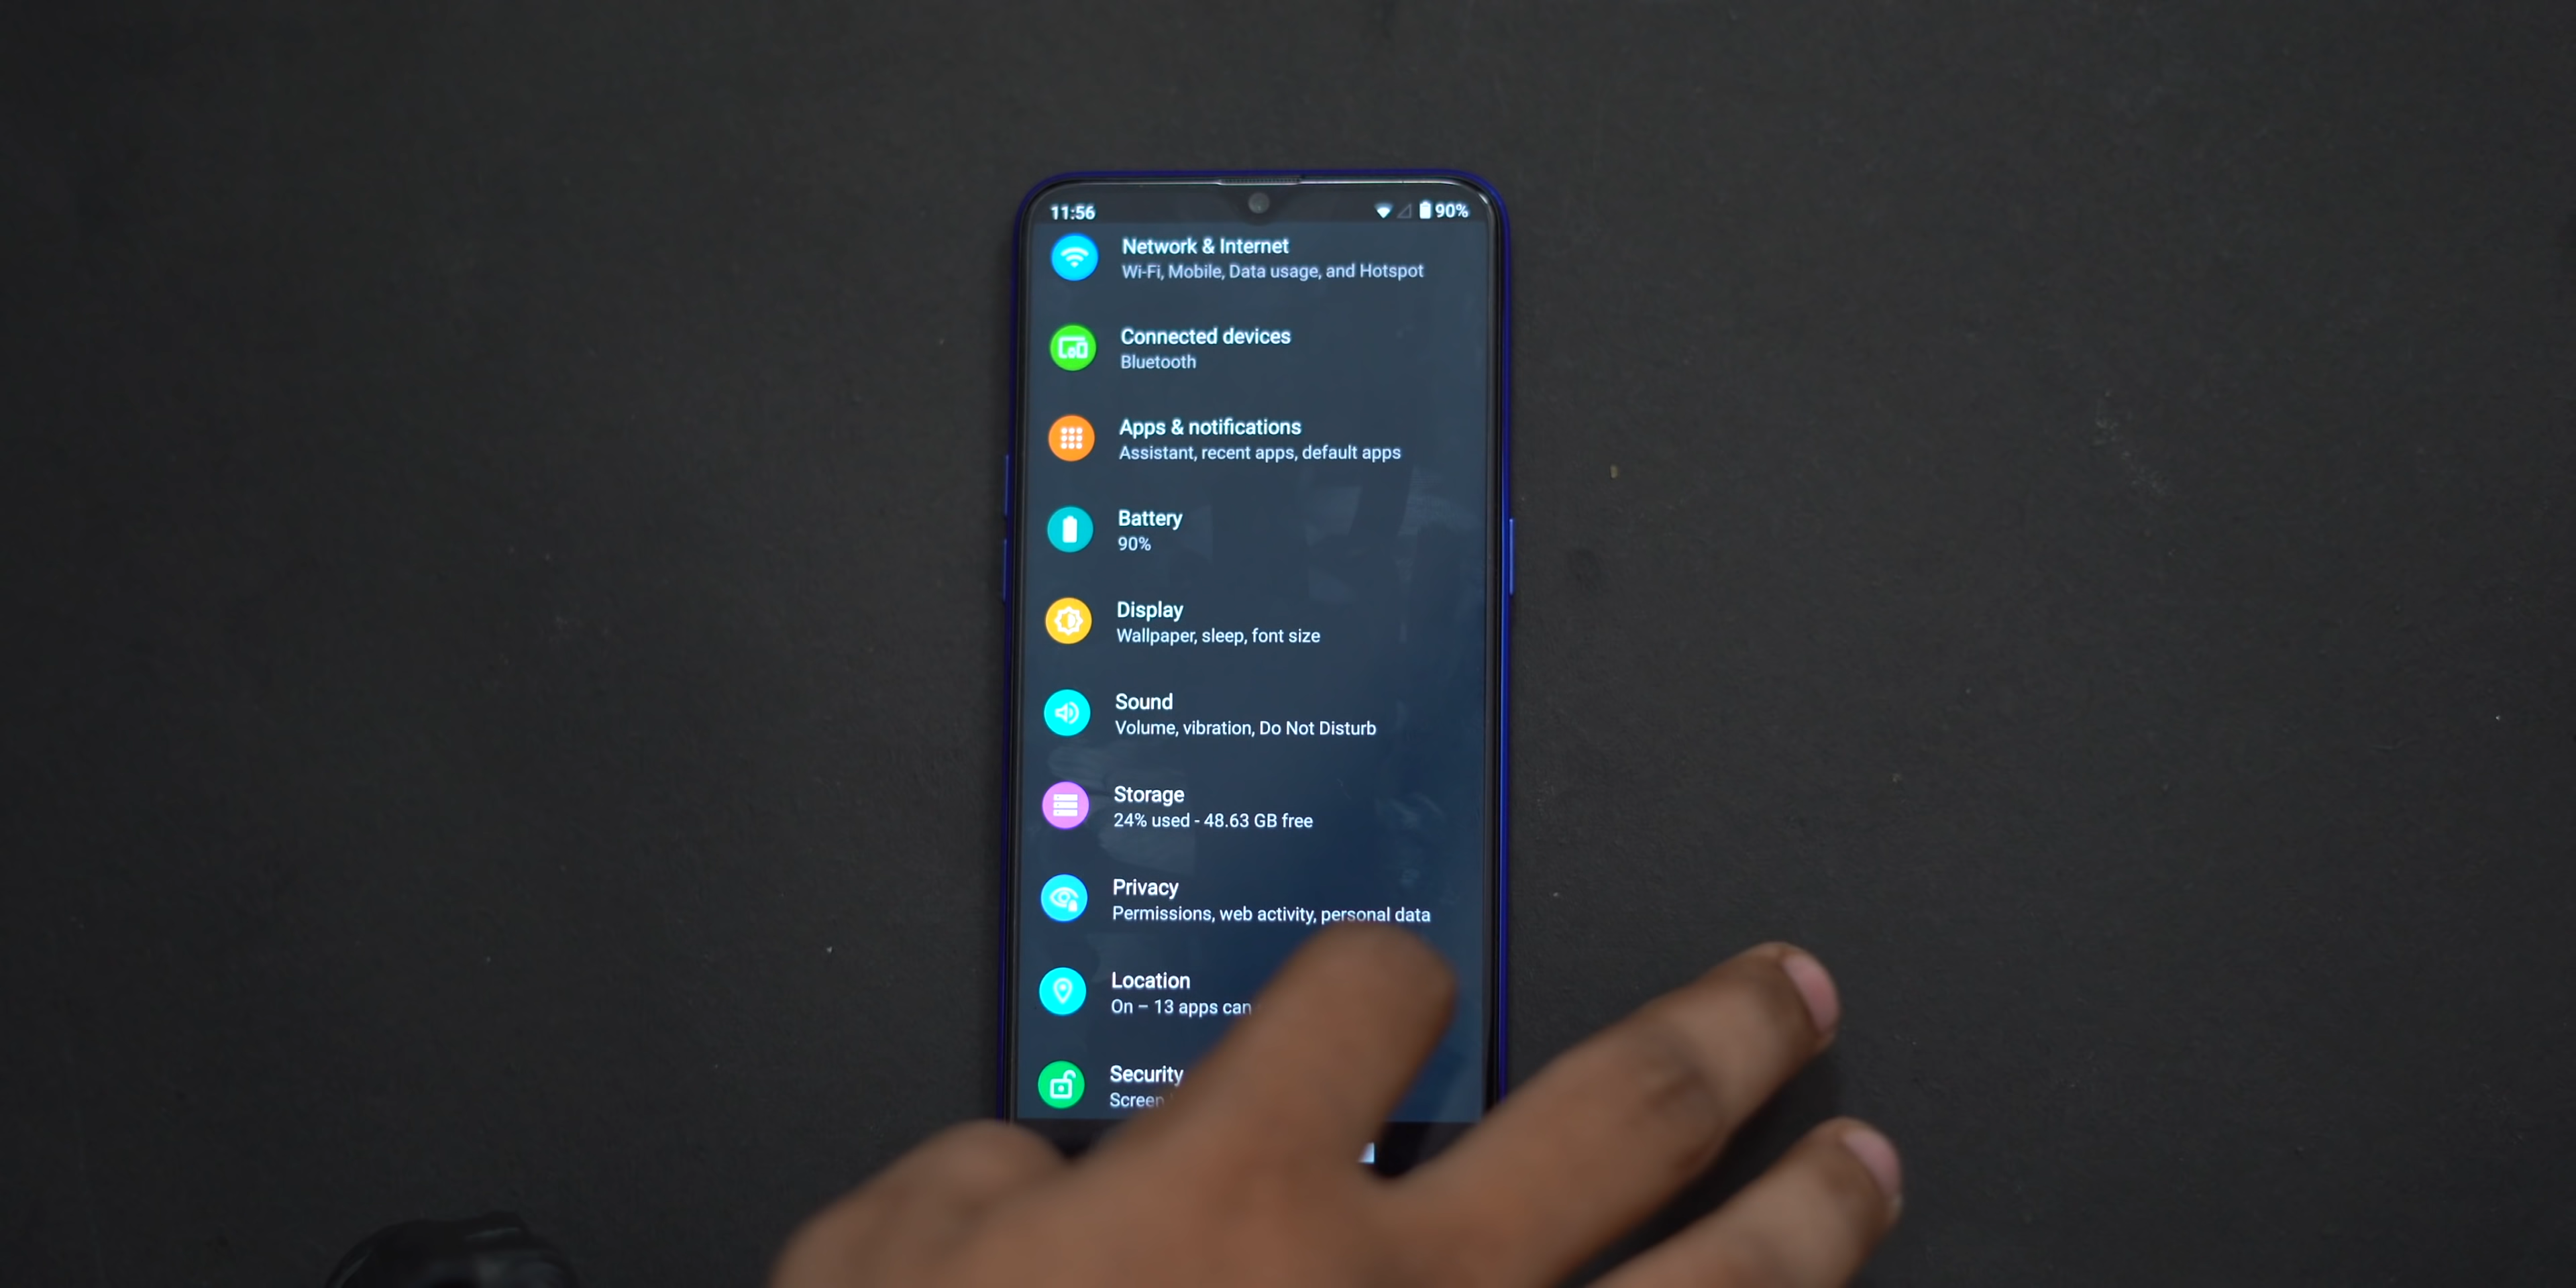 11:56
90%
Network & Internet
Wi-Fi, Mobile, Data usage, and Hotspot
Connected devices
Bluetooth
Apps & notifications
Assistant, recent apps, default apps
Battery
90%
Display
Wallpaper, sleep, font size
Sound
Volume, vibration, Do Not Disturb
Storage
24% used - 48.63 GB free
Privacy
Permissions, web activity, personal data
Location
On – 13 apps can
Security
Screen